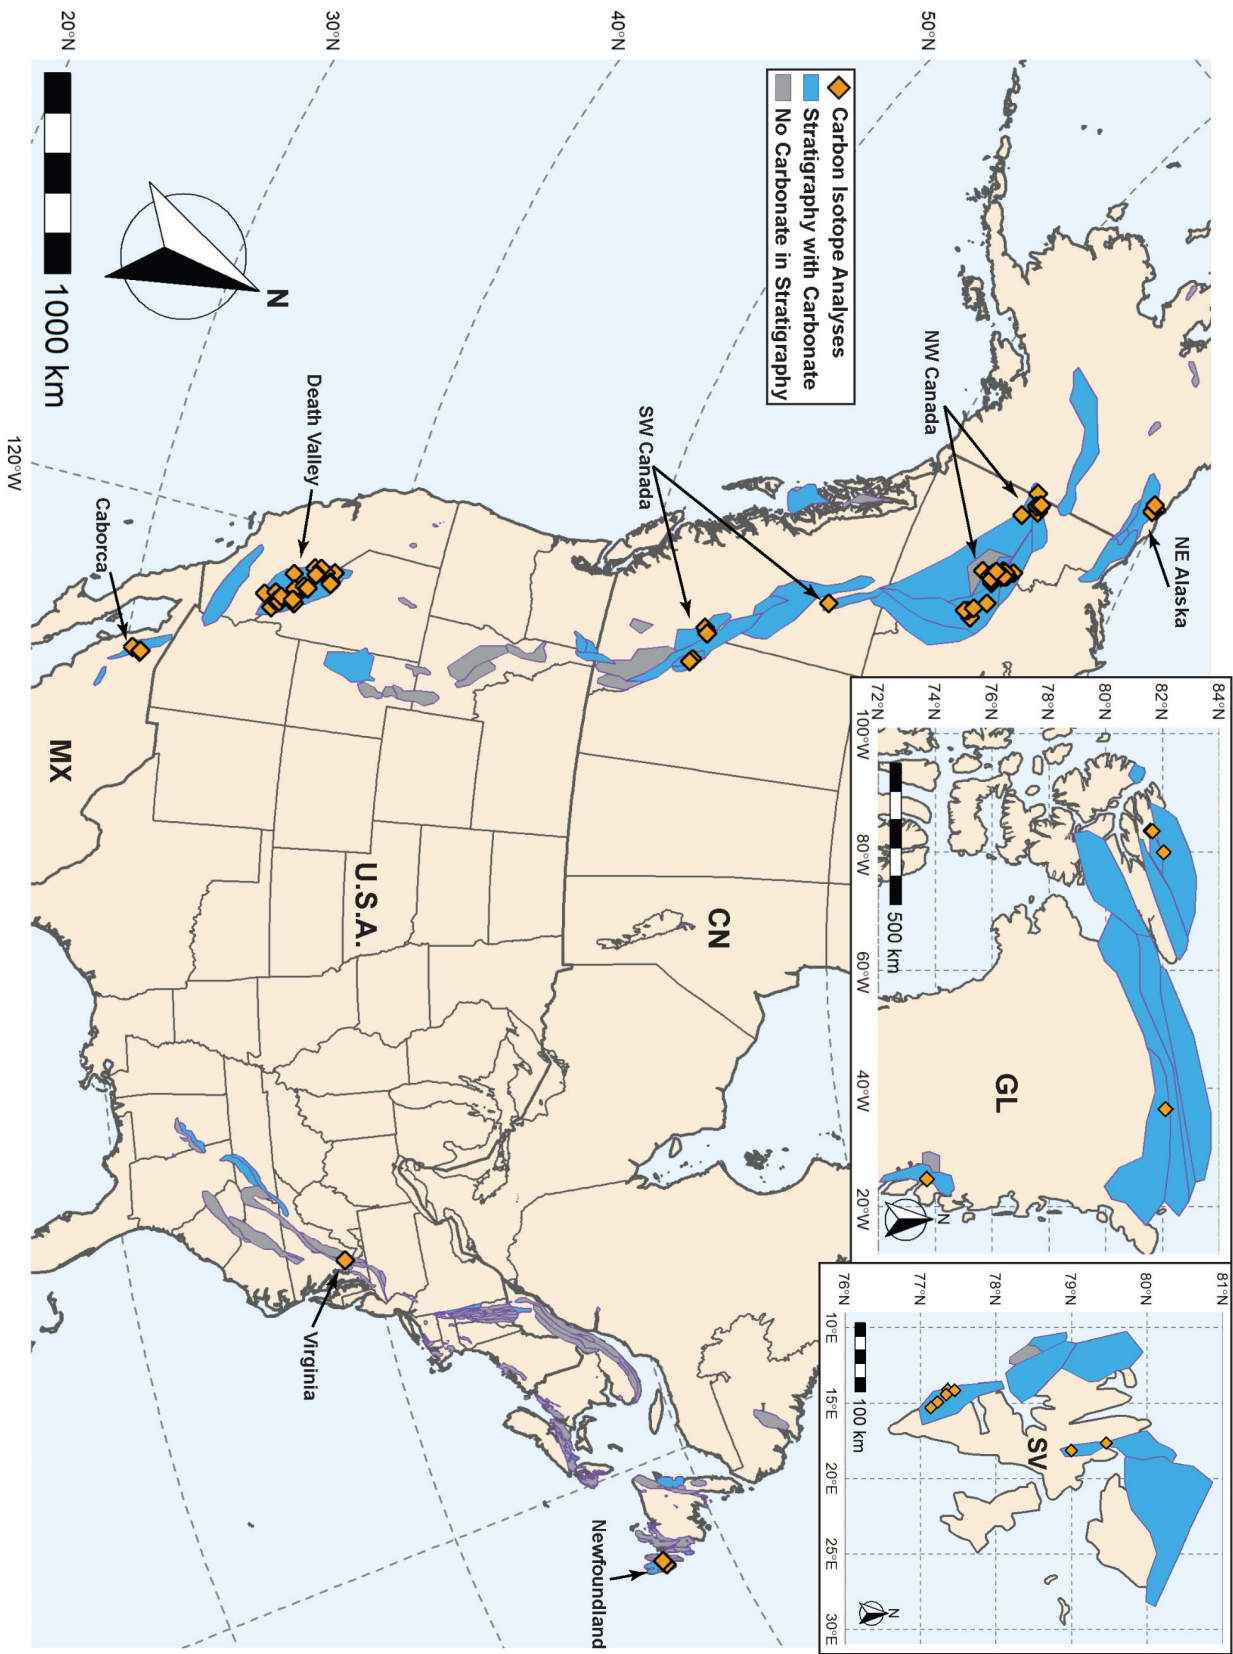 Carbon Isotope Analyses
Stratigraphy with Carbonate
No Carbonate in Stratigraphy
20°N
30°N
40°N
50°N
120°W
1000 km
N
NE Alaska
NW Canada
SW Canada
Death Valley
Caborca
Virginia
Newfoundland
CN
U.S.A.
MX
84°N
82°N
80°N
78°N
76°N
74°N
72°N
100°W
80°W
60°W
40°W
20°W
500 km
GL
N
81°N
80°N
79°N
78°N
77°N
76°N
10°E
15°E
20°E
25°E
30°E
100 km
SV
N